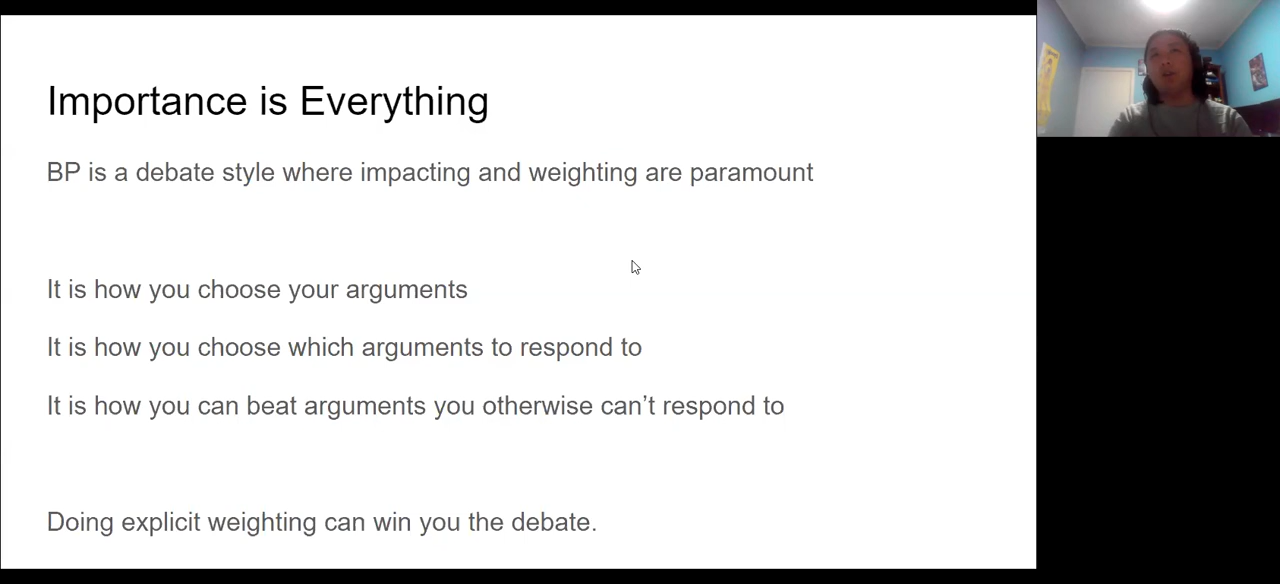 Importance is Everything
BP is a debate style where impacting and weighting are paramount
It is how you choose your arguments
It is how you choose which arguments to respond to
It is how you can beat arguments you otherwise can’t respond to
Doing explicit weighting can win you the debate.